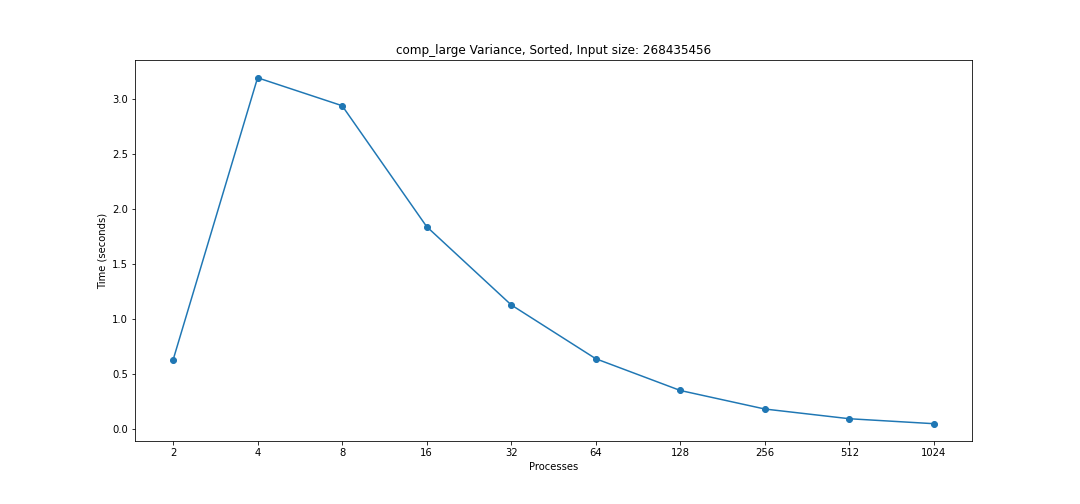 comp_large Variance, Sorted, Input size: 268435456
3.0
2.5
2.0
1.5
1.0
0.5
0.0
Time (seconds)
2 4 8 16 32 64 128 256 512 1024
Processes